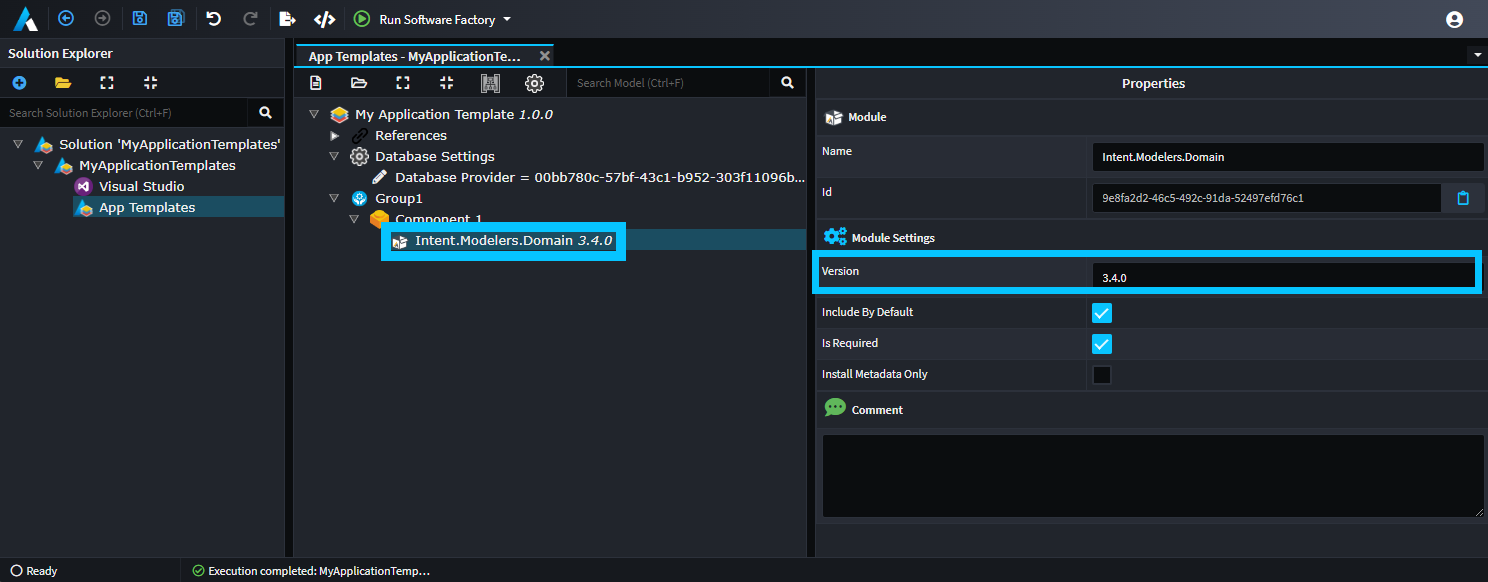 Run Software Factory
Solution Explorer
Search Solution Explorer (Ctrl+F)
Solution 'MyApplicationTemplates'
MyApplicationTemplates
Visual Studio
App Templates
App Templates - MyApplicationTe...
Search Model (Ctrl+F)
My Application Template 1.0.0
References
Database Settings
Database Provider = 00bb780c-57bf-43c1-b952-303f11096b...
Group1
Component 1
Intent.Modelers.Domain 3.4.0
Properties
Module
Name
Intent.Modelers.Domain
Id
9e8fa2d2-46c5-492c-91da-52497efd76c1
Module Settings
Version
3.4.0
Include By Default
Is Required
Install Metadata Only
Comment
Ready
Execution completed: MyApplicationTemp...